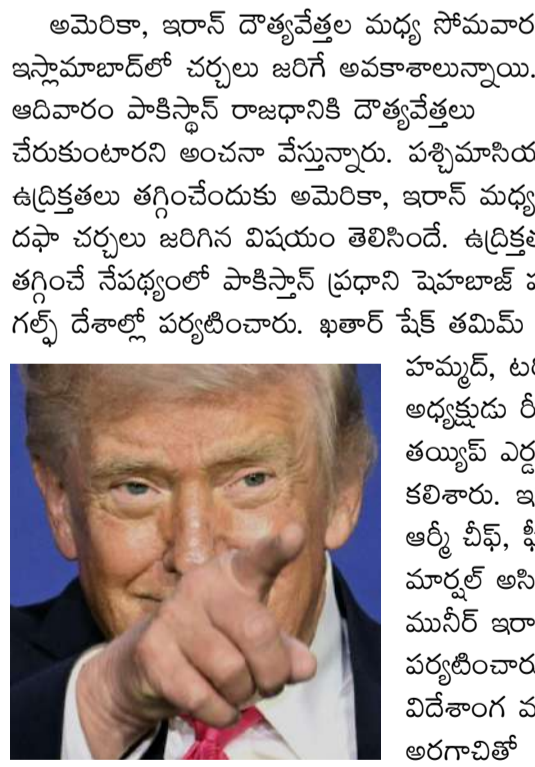 అమెరికా, ఇరాన్ దౌత్యవేత్తల మధ్య సోమవార
ఇస్లామాబాద్‌లో చర్చలు జరిగే అవకాశాలున్నాయి.
ఆదివారం పాకిస్థాన్ రాజధానికి దౌత్యవేత్తలు
చేరుకుంటారని అంచనా వేస్తున్నారు. పశ్చిమాసియ
ఉద్రిక్తతలు తగ్గించేందుకు అమెరికా, ఇరాన్ మధ్య
దఫా చర్చలు జరిగిన విషయం తెలిసిందే.
తగ్గించే నేపథ్యంలో పాకిస్తాన్ ప్రధాని షెహబాజ్
గల్ఫ్ దేశాల్లో పర్యటించారు. ఖతార్ షేక్ తమిమ్
హమ్మద్,
అధ్యక్షుడు
తయ్యిప్
కలిశారు.
ఆర్మీ చీఫ్,
మార్షల్ అసి
మునీర్ ఇరా
పర్యటించారు
విదేశాంగ
అరగాచితో